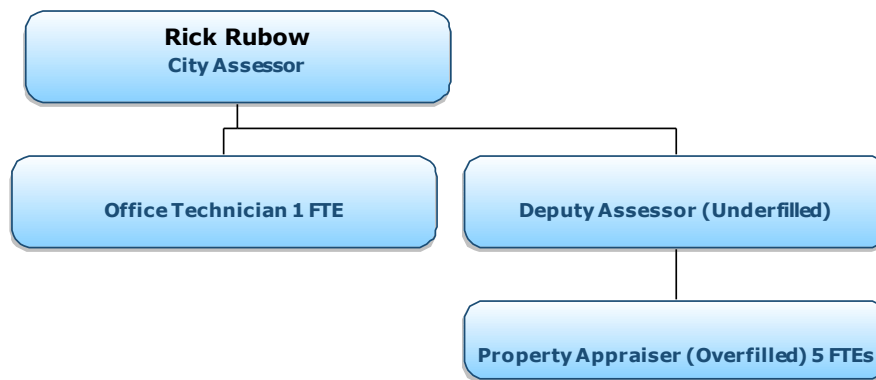 Rick Rubow
City Assessor
Office Technician 1 FTE
Deputy Assessor (Underfilled)
Property Appraiser (Overfilled) 5 FTEs